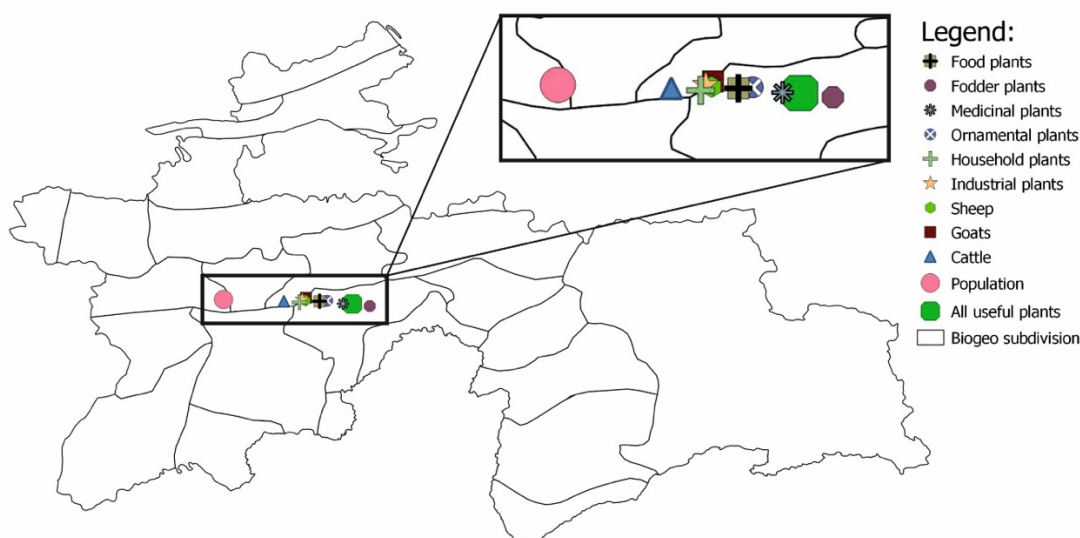 Legend:
Food plants
Fodder plants
Medicinal plants
Ornamental plants
Household plants
Industrial plants
Sheep
Goats
Cattle
Population
All useful plants
Biogeo subdivision